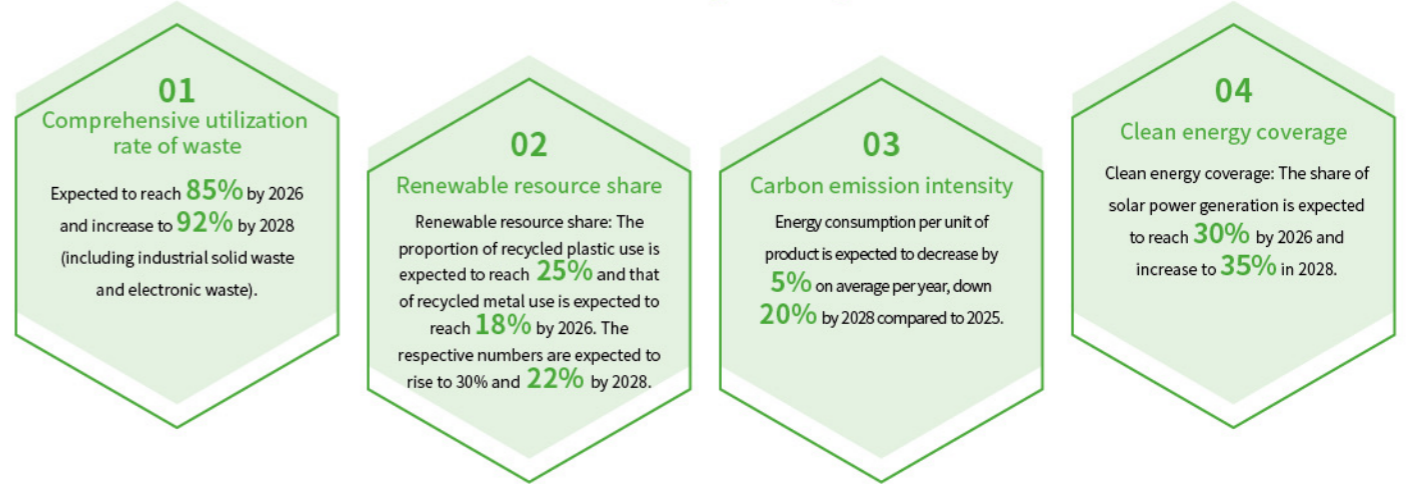 01
Comprehensive utilization
rate of waste
Expected to reach 85% by 2026
and increase to 92% by 2028
(including industrial solid waste
and electronic waste).
02
Renewable resource share
Renewable resource share: The
proportion of recycled plastic use is
expected to reach 25% and that
of recycled metal use is expected to
reach 18% by 2026. The
respective numbers are expected to
rise to 30% and 22% by 2028.
03
Carbon emission intensity
Energy consumption per unit of
product is expected to decrease by
5% on average per year, down
20% by 2028 compared to 2025.
04
Clean energy coverage
Clean energy coverage: The share of
solar power generation is expected
to reach 30% by 2026 and
increase to 35% in 2028.